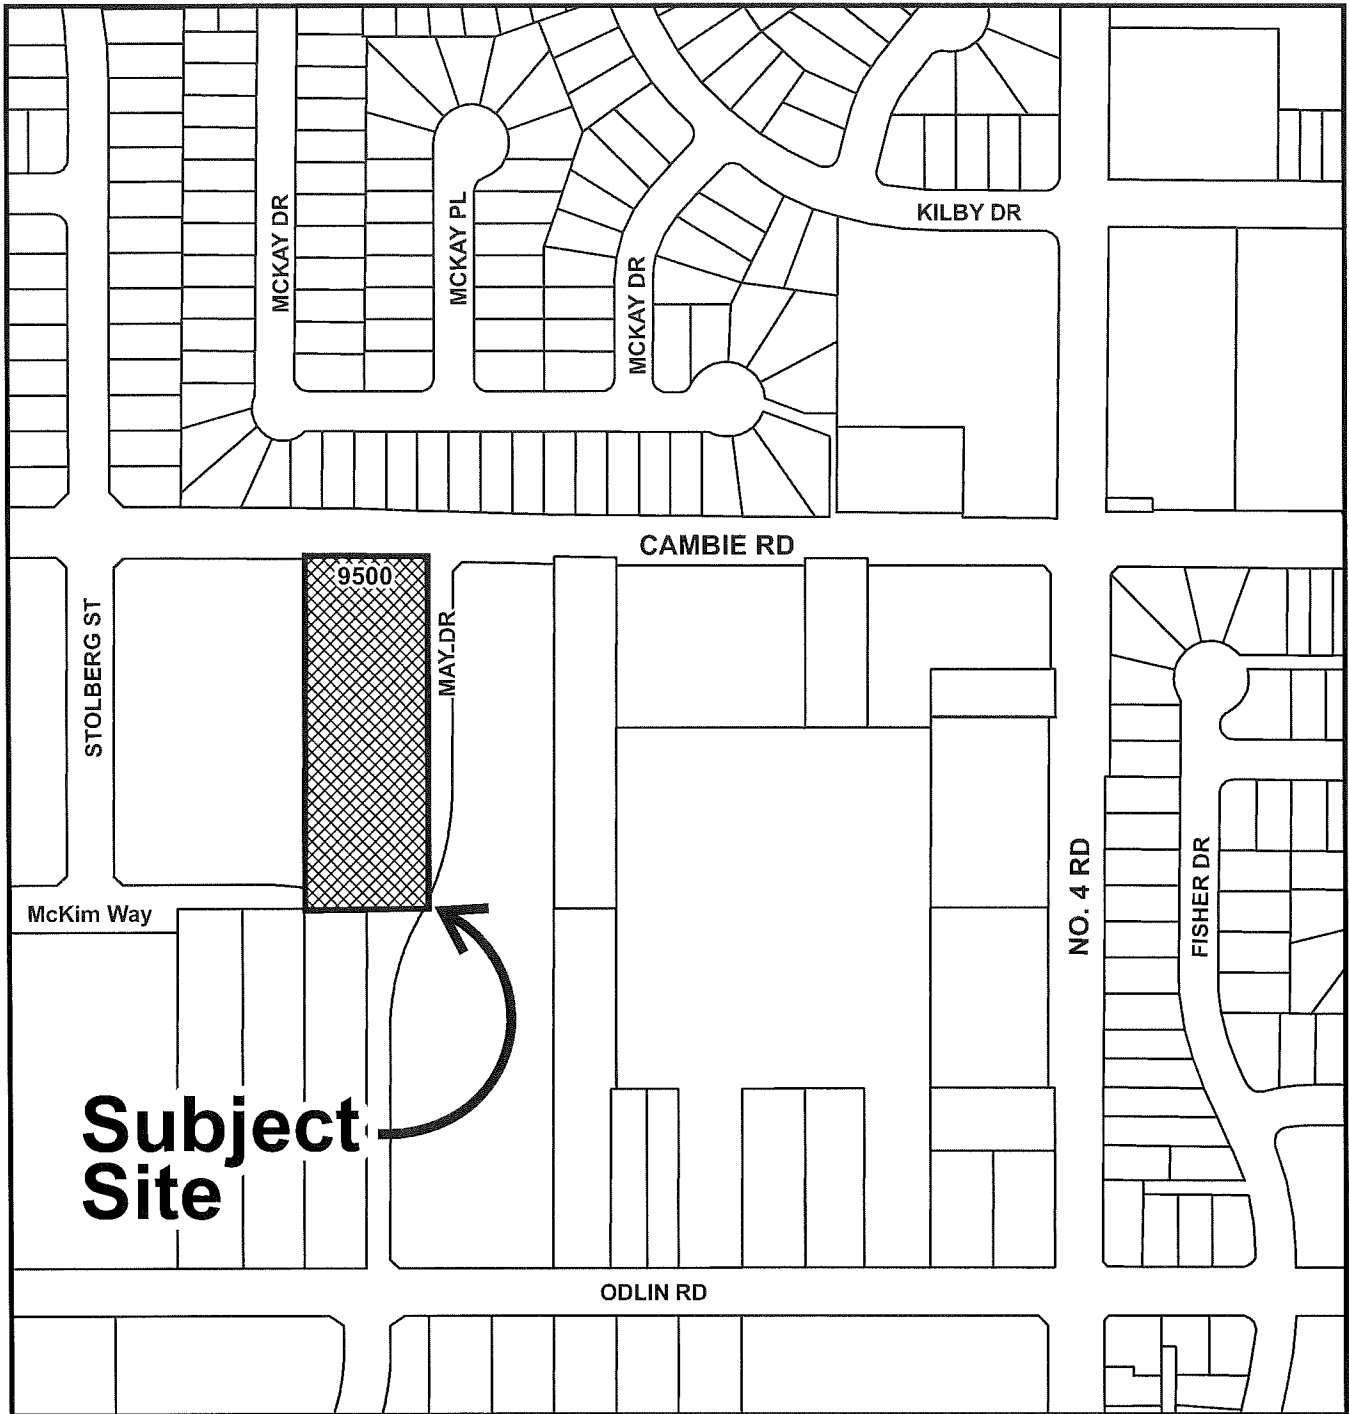 MCKAY DR
MCKAY PL
MCKAY DR
KILBY DR
CAMBIE RD
9500
STOLBERG ST
MAY DR
McKim Way
NO. 4 RD
FISHER DR
Subject
Site
ODLIN RD